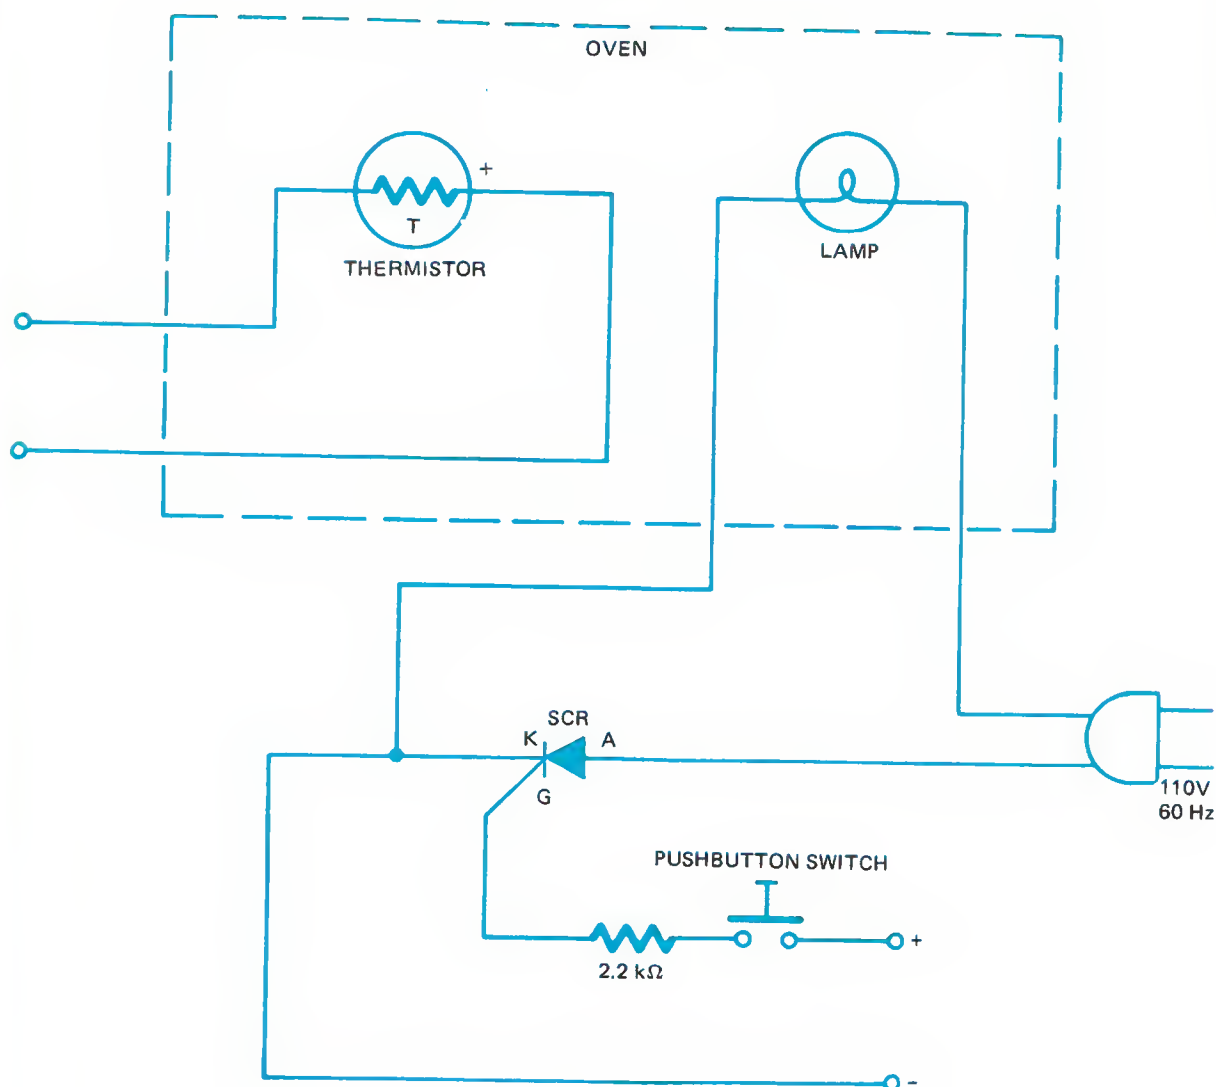 OVEN
+
T
THERMISTOR
LAMP
SCR
K
A
G
110V
60 Hz
PUSHBUTTON SWITCH
+
2.2 kΩ
-